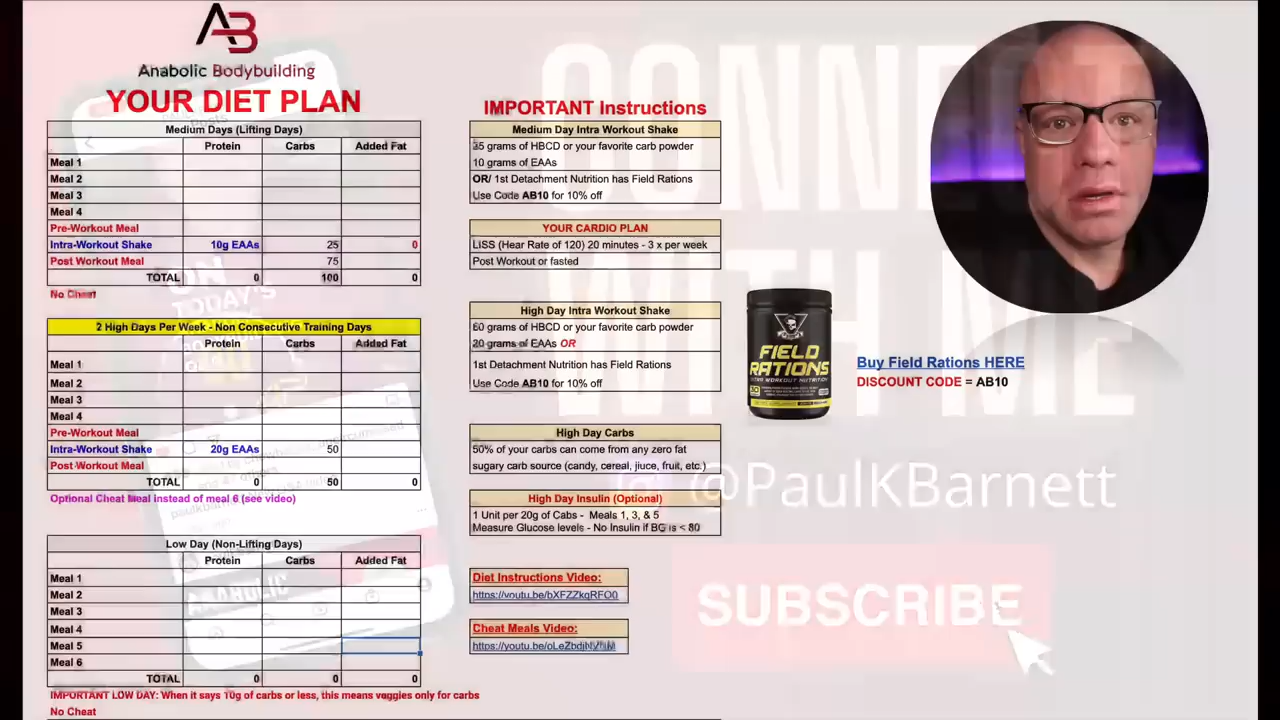 AB
Anabolic Bodybuilding
YOUR DIET PLAN
Medium Days (Lifting Days)
Protein Carbs Added Fat
Meal 1
Meal 2
Meal 3
Meal 4
Pre-Workout Meal
Intra-Workout Shake 10g EAAs 25 0
Post Workout Meal 75
TOTAL 0 100 0
No Cheat
2 High Days Per Week - Non Consecutive Training Days
Protein Carbs Added Fat
Meal 1
Meal 2
Meal 3
Meal 4
Pre-Workout Meal
Intra-Workout Shake 20g EAAs 50
Post-Workout Meal
TOTAL 0 50 0
Optional Cheat Meal instead of meal 6 (see video)
Low Day (Non-Lifting Days)
Protein Carbs Added Fat
Meal 1
Meal 2
Meal 3
Meal 4
Meal 5
Meal 6
TOTAL 0 0 0
IMPORTANT LOW DAY: When it says 10g of carbs or less, this means veggies only for carbs
No Cheat
IMPORTANT Instructions
Medium Day Intra Workout Shake
35 grams of HBCD or your favorite carb powder
10 grams of EAAs
OR/ 1st Detachment Nutrition has Field Rations
Use Code AB10 for 10% off
YOUR CARDIO PLAN
LISS (Hear Rate of 120) 20 minutes - 3 x per week
Post Workout or fasted
High Day Intra Workout Shake
60 grams of HBCD or your favorite carb powder
20 grams of EAAs OR
1st Detachment Nutrition has Field Rations
Use Code AB10 for 10% off
High Day Carbs
50% of your carbs can come from any zero fat
sugary carb source (candy, cereal, jiuce, fruit, etc.)
High Day Insulin (Optional)
1 Unit per 20g of Cabs - Meals 1, 3, & 5
Measure Glucose levels - No Insulin if BG is < 80
Diet Instructions Video:
Cheat Meals Video:
FIELD
RATIONS
Buy Field Rations HERE
DISCOUNT CODE = AB10
CONNECT
WITH ME
@PaulKBarnett
SUBSCRIBE
Posts
ON
TODAY'S
ANABOLIC